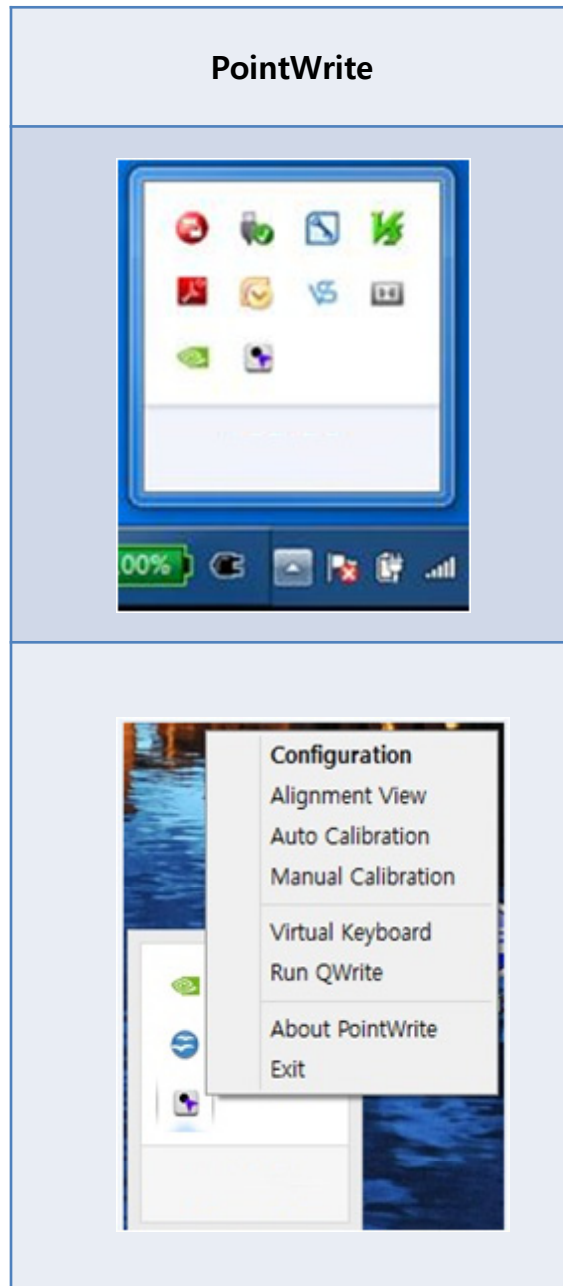 PointWrite
00%
Configuration
Alignment View
Auto Calibration
Manual Calibration
Virtual Keyboard
Run QWrite
About PointWrite
Exit